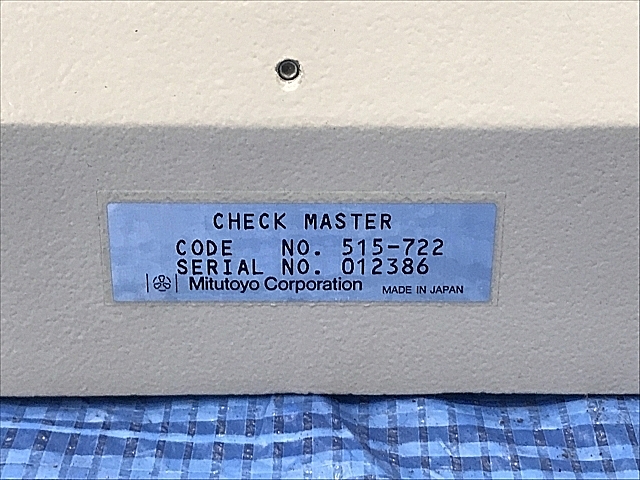 CHECK MASTER
CODE NO. 515-722
SERIAL NO. 012386
Mitutoyo Corporation MADE IN JAPAN